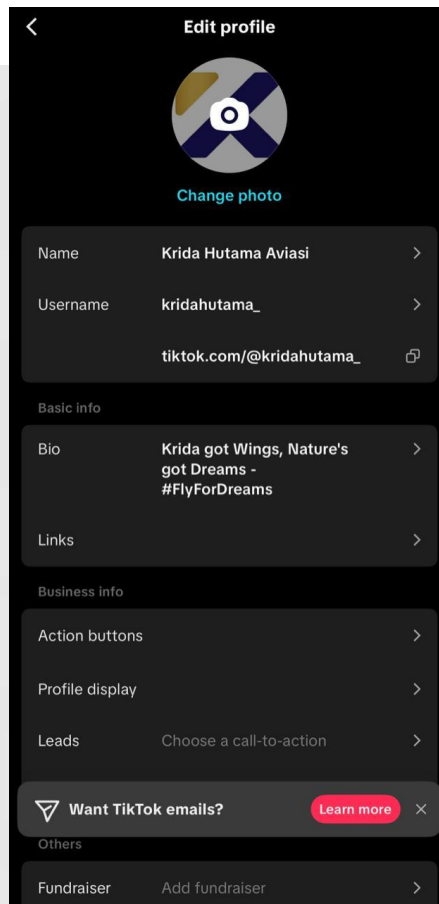 Edit profile
Change photo
Name Krida Hutama Aviasi
Username kridahutama_
tiktok.com/@kridahutama_
Basic info
Bio Krida got Wings, Nature's
got Dreams -
#FlyForDreams
Links
Business info
Action buttons
Profile display
Leads Choose a call-to-action
Want TikTok emails? Learn more
Others
Fundraiser Add fundraiser